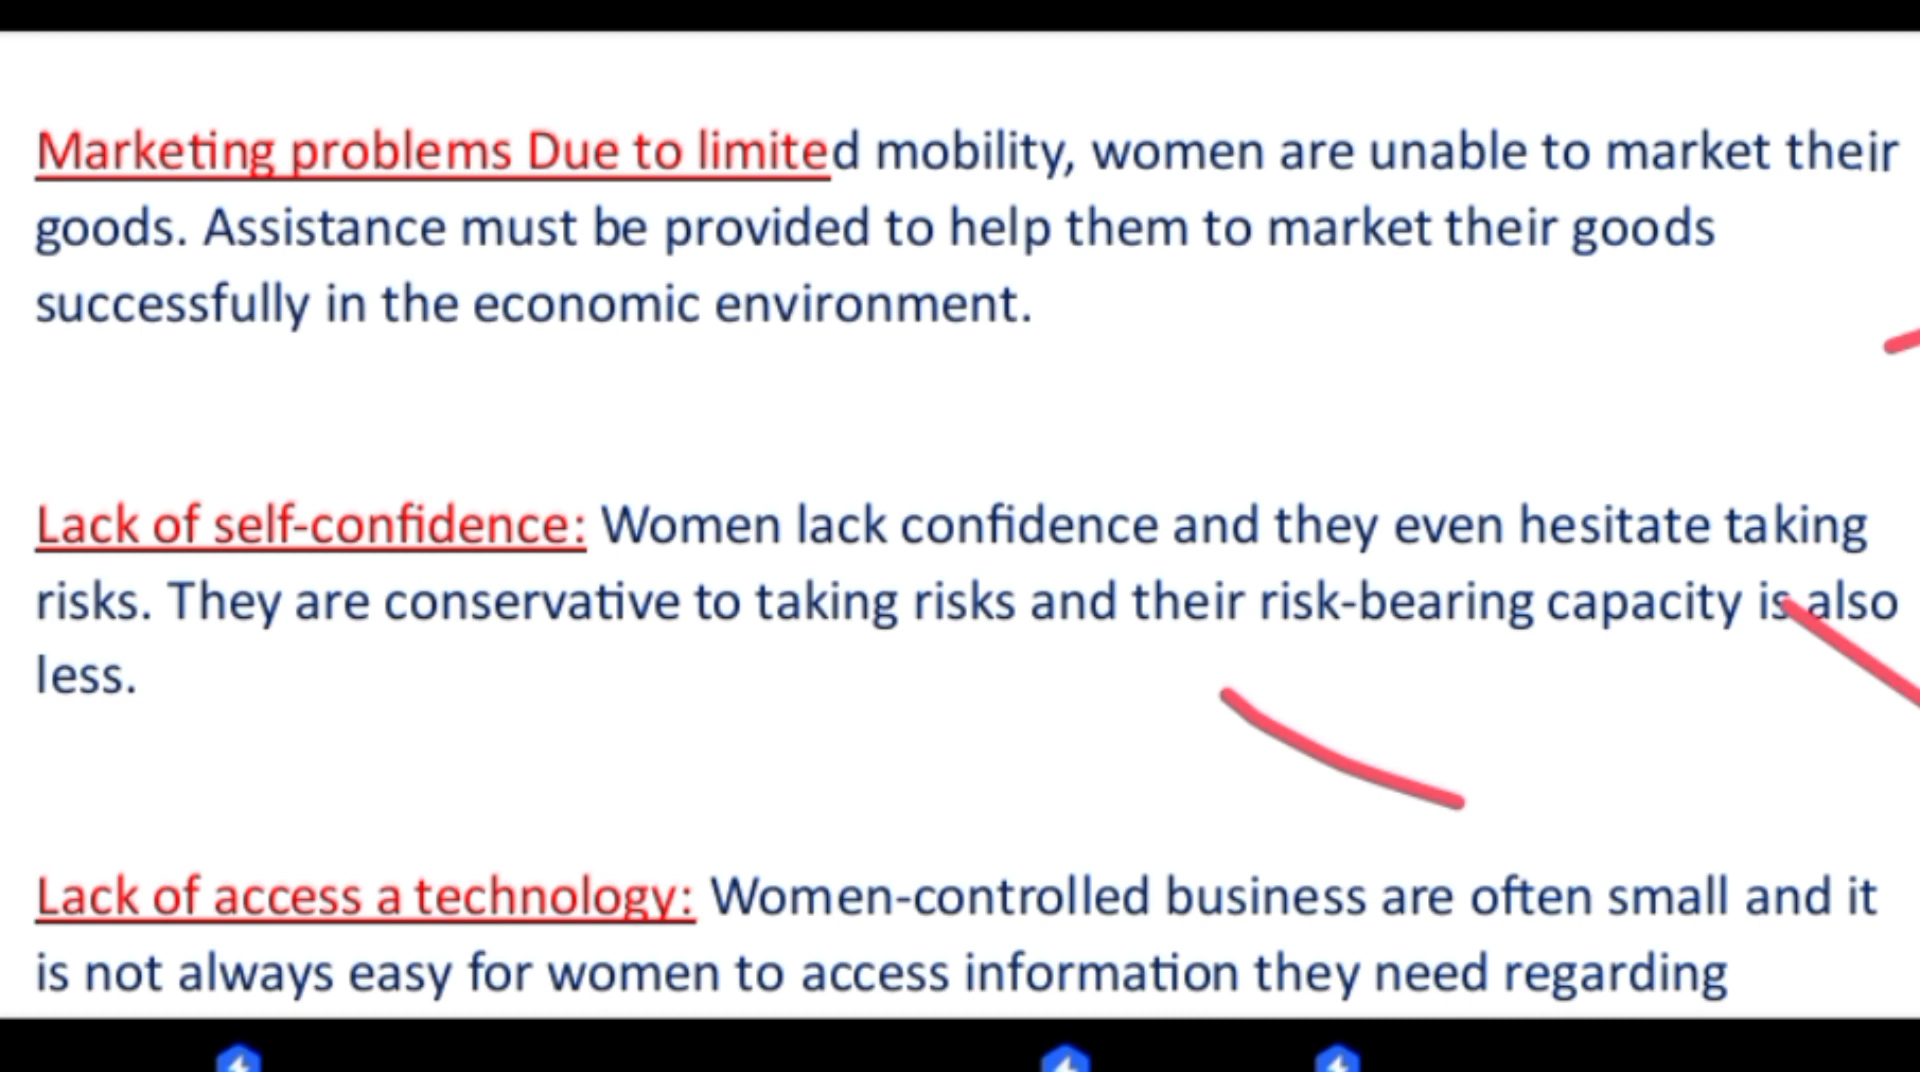 Marketing problems Due to limited mobility, women are unable to market their
goods. Assistance must be provided to help them to market their goods
successfully in the economic environment.
Lack of self-confidence: Women lack confidence and they even hesitate taking
risks. They are conservative to taking risks and their risk-bearing capacity is also
less.
Lack of access a technology: Women-controlled business are often small and it
is not always easy for women to access information they need regarding